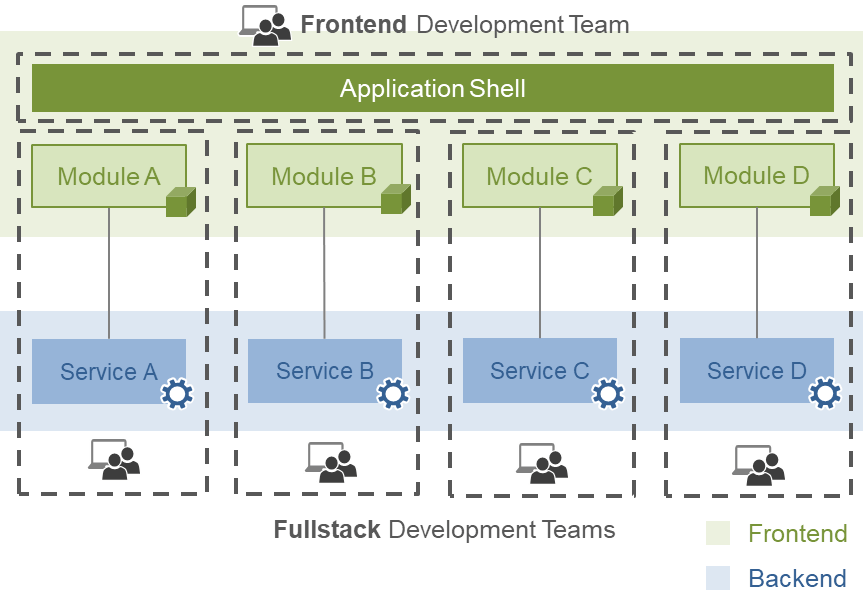 Frontend Development Team
Application Shell
Module A
Module B
Module C
Module D
Service A
Service B
Service C
Service D
Fullstack Development Teams
Frontend
Backend